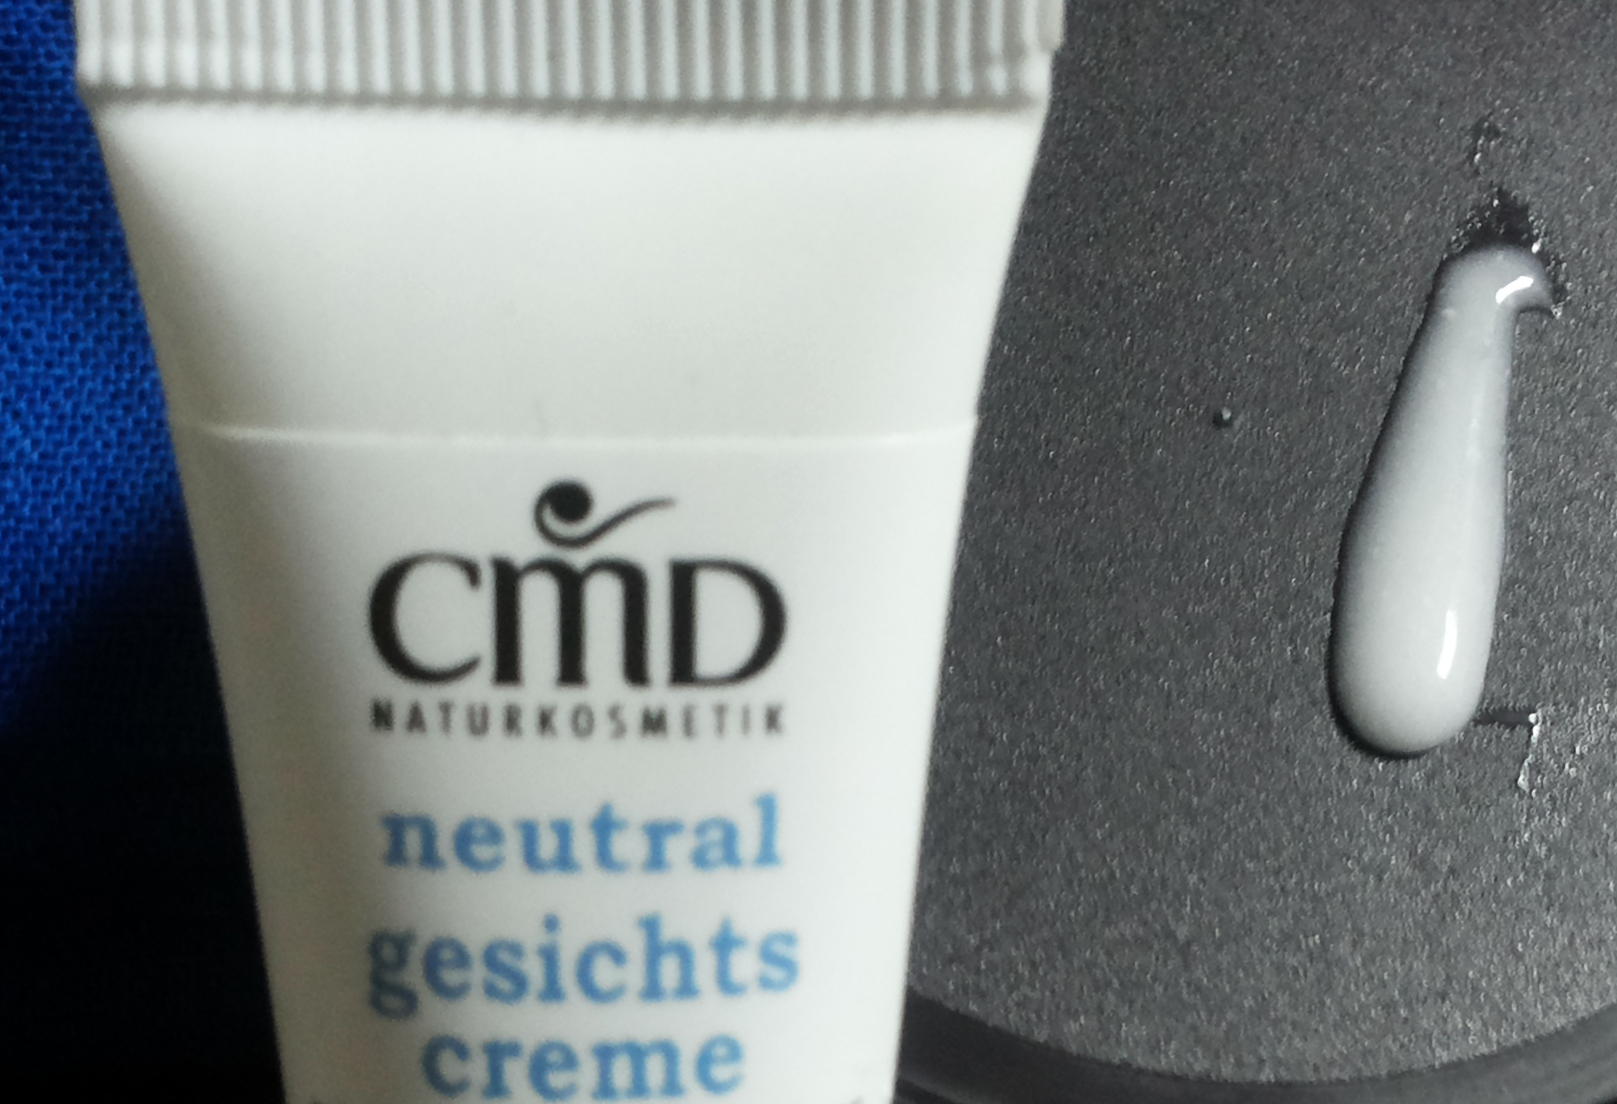 CMD
NATURKOSMETIK
neutral
gesichts
creme